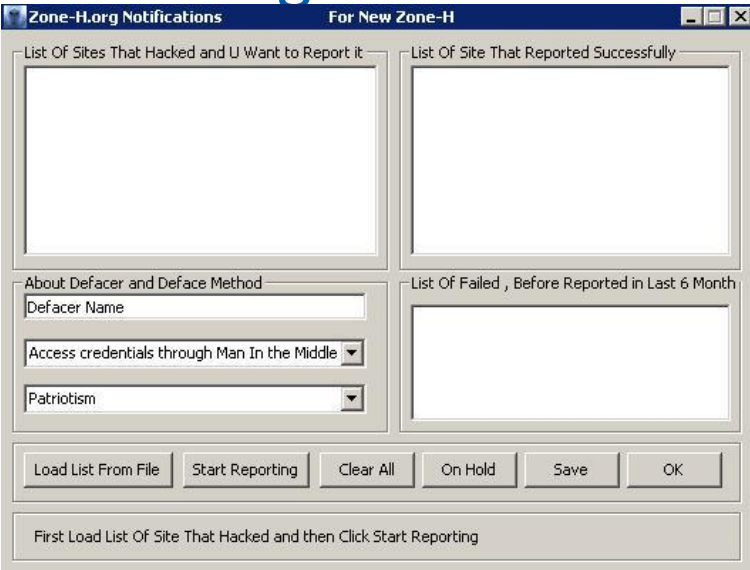 Zone-H.org Notifications For New Zone-H
List Of Sites That Hacked and U Want to Report it
List Of Site That Reported Successfully
About Defacer and Deface Method
Defacer Name
Access credentials through Man In the Middle
Patriotism
List Of Failed , Before Reported in Last 6 Month
Load List From File
Start Reporting
Clear All
On Hold
Save
OK
First Load List Of Site That Hacked and then Click Start Reporting